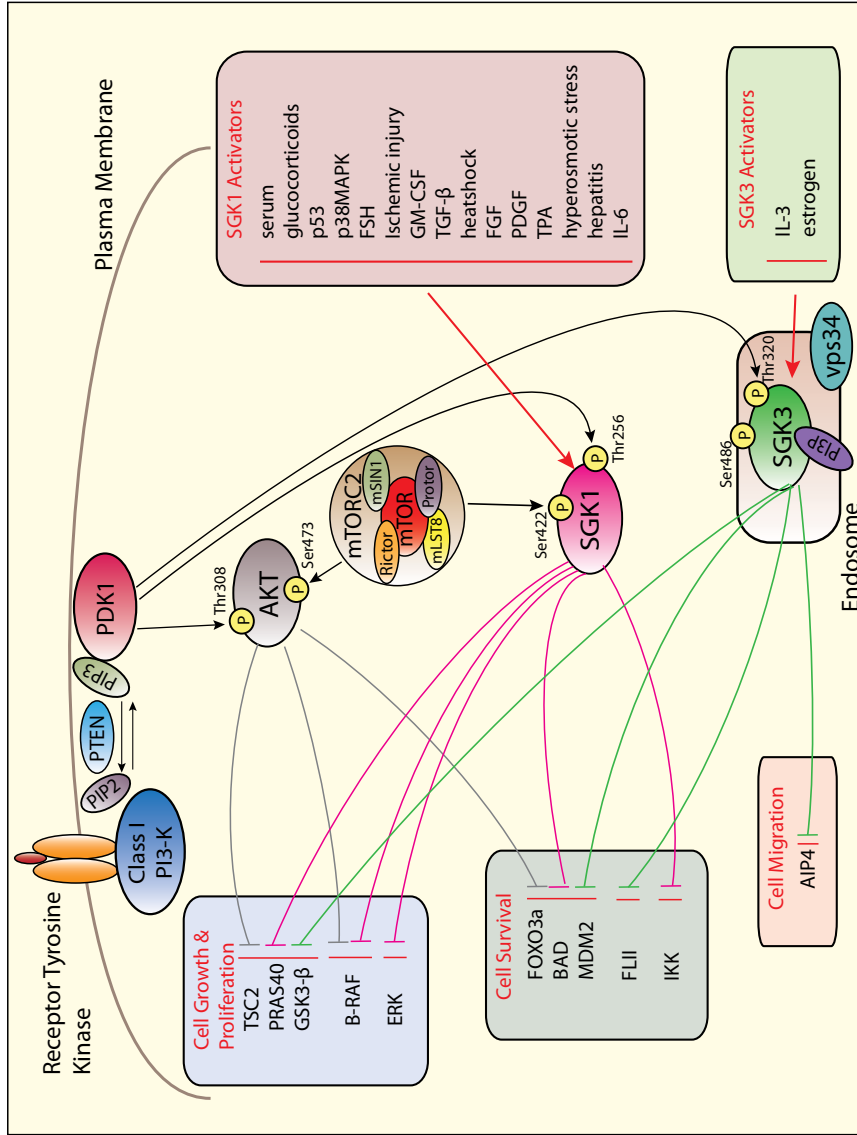 Receptor Tyrosine
Kinase
Plasma Membrane
Class I
PI3-K
PIP2
PTEN
PIP3
PDK1
Thr308
P
AKT
P
Ser473
mTORC2
mSIN1
Rictor
mTOR
Protor
mLST8
Ser422
P
SGK1
P
Thr256
Ser486
P
SGK3
P
Thr320
PI3P
vps34
Endosome
Cell Growth &
Proliferation
TSC2
PRAS40
GSK3-β
B-RAF
ERK
Cell Survival
FOXO3a
BAD
MDM2
FLII
IKK
Cell Migration
AIP4
SGK1 Activators
serum
glucocorticoids
p53
p38MAPK
FSH
Ischemic injury
GM-CSF
TGF-β
heatshock
FGF
PDGF
TPA
hyperosmotic stress
hepatitis
IL-6
SGK3 Activators
IL-3
estrogen